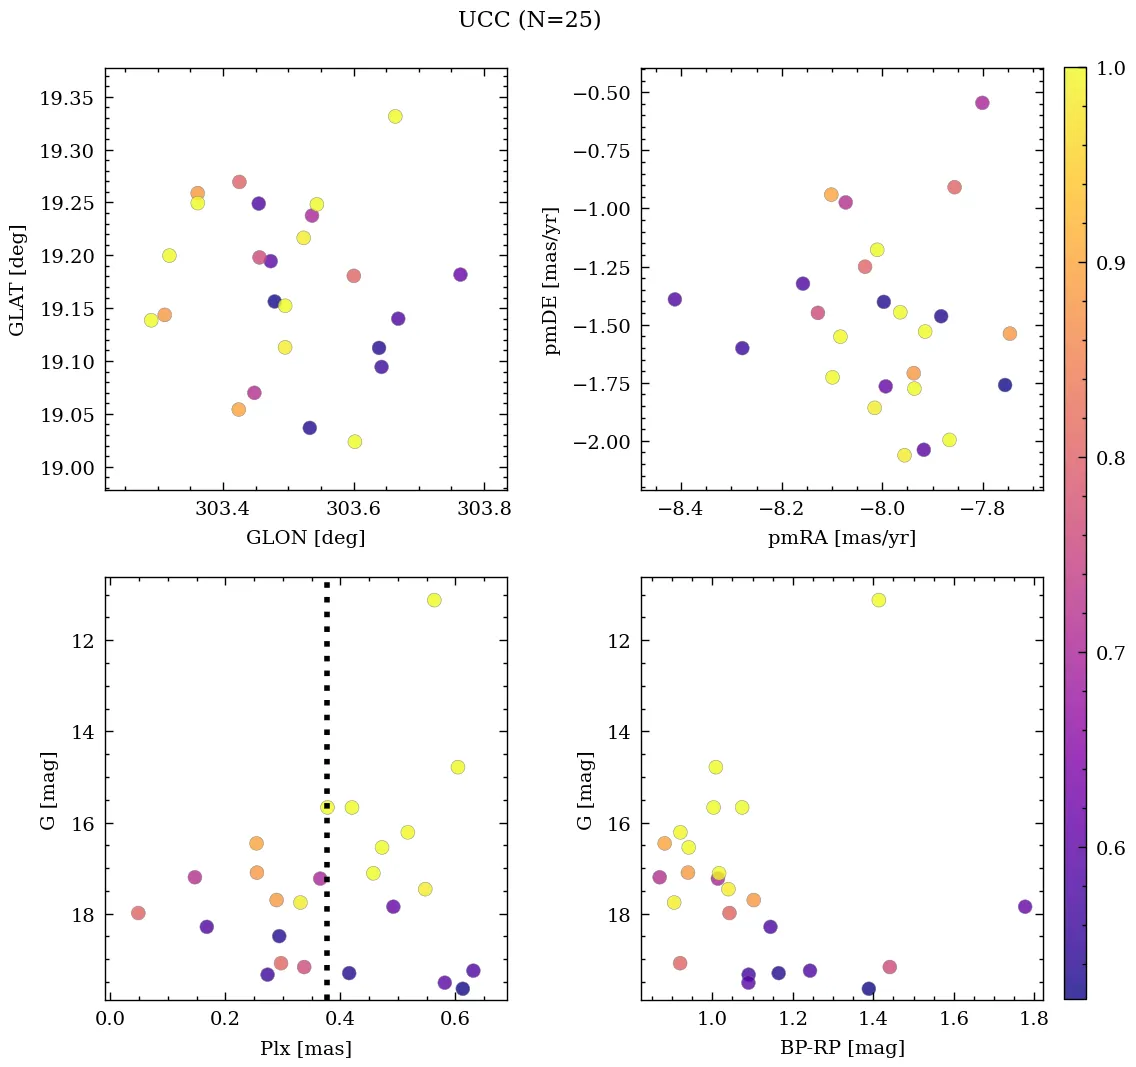 UCC (N=25)
19.35
19.30
19.25
19.20
19.15
19.10
19.05
19.00
GLAT [deg]
303.4 303.6 303.8
GLON [deg]
−0.50
−0.75
−1.00
−1.25
−1.50
−1.75
−2.00
pmDE [mas/yr]
−8.4 −8.2 −8.0 −7.8
pmRA [mas/yr]
12
14
16
18
G [mag]
0.0 0.2 0.4 0.6
Plx [mas]
12
14
16
18
G [mag]
1.0 1.2 1.4 1.6 1.8
BP-RP [mag]
1.0
0.9
0.8
0.7
0.6